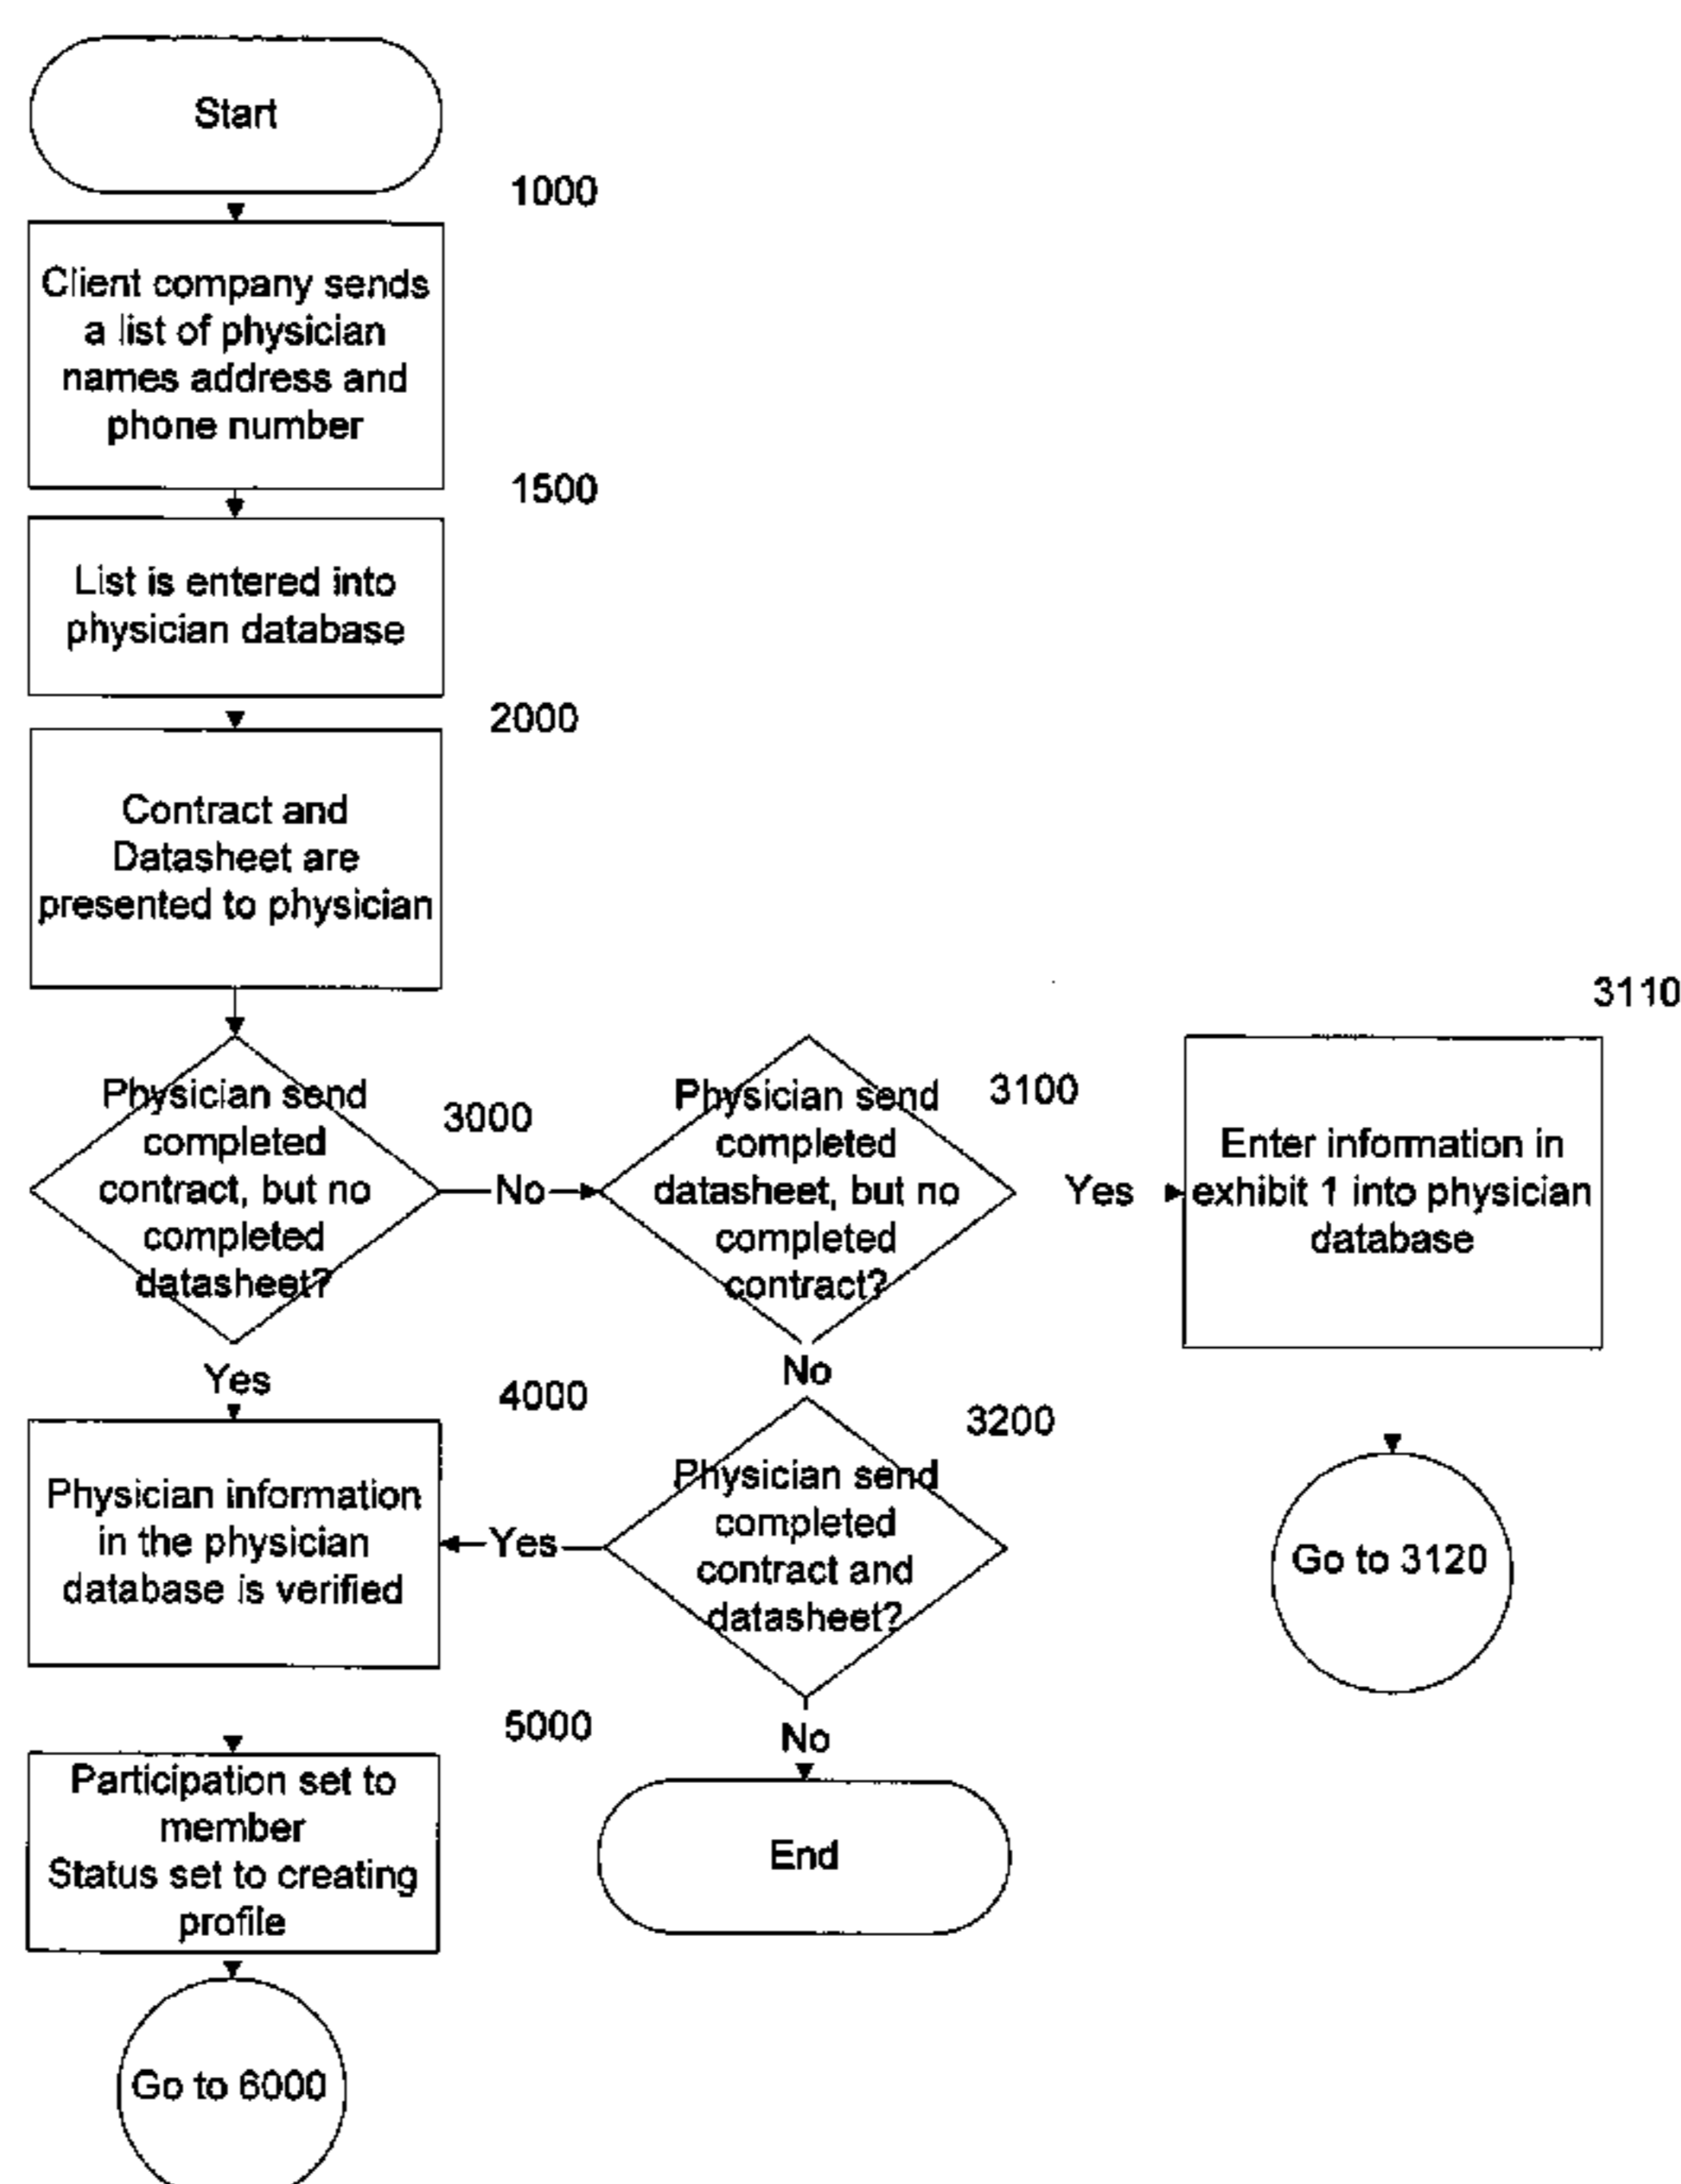 Start
1000
Client company sends
a list of physician
names address and
phone number
1500
List is entered into
physician database
2000
Contract and
Datasheet are
presented to physician
3000
Physician send
completed
contract, but no
completed
datasheet?
No
3100
Physician send
completed
datasheet, but no
completed
contract?
Yes
3110
Enter information in
exhibit 1 into physician
database
Go to 3120
Yes
No
4000
Physician information
in the physician
database is verified
Yes
3200
Physician send
completed
contract and
datasheet?
No
End
5000
Participation set to
member
Status set to creating
profile
Go to 6000